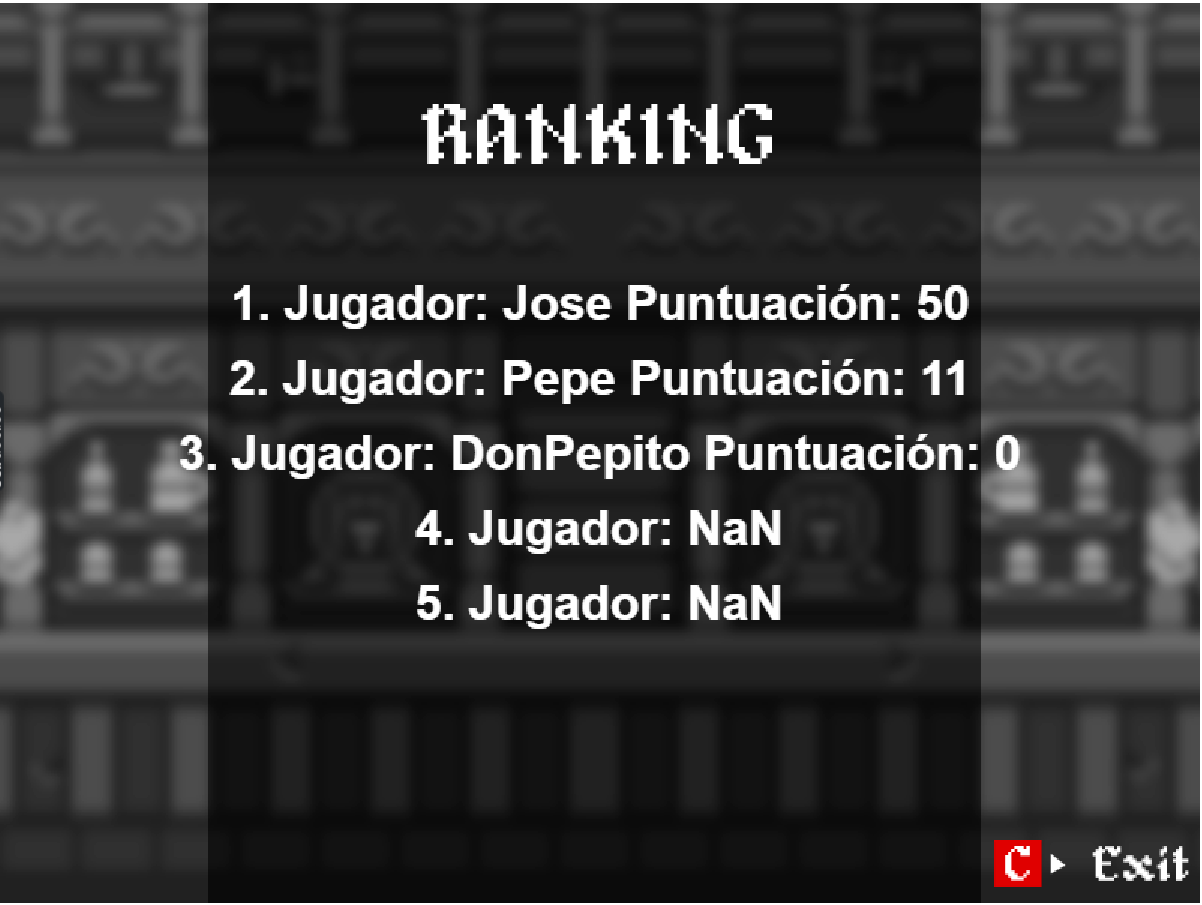 RANKING
1. Jugador: Jose Puntuación: 50
2. Jugador: Pepe Puntuación: 11
3. Jugador: DonPepito Puntuación: 0
4. Jugador: NaN
5. Jugador: NaN
C Exit